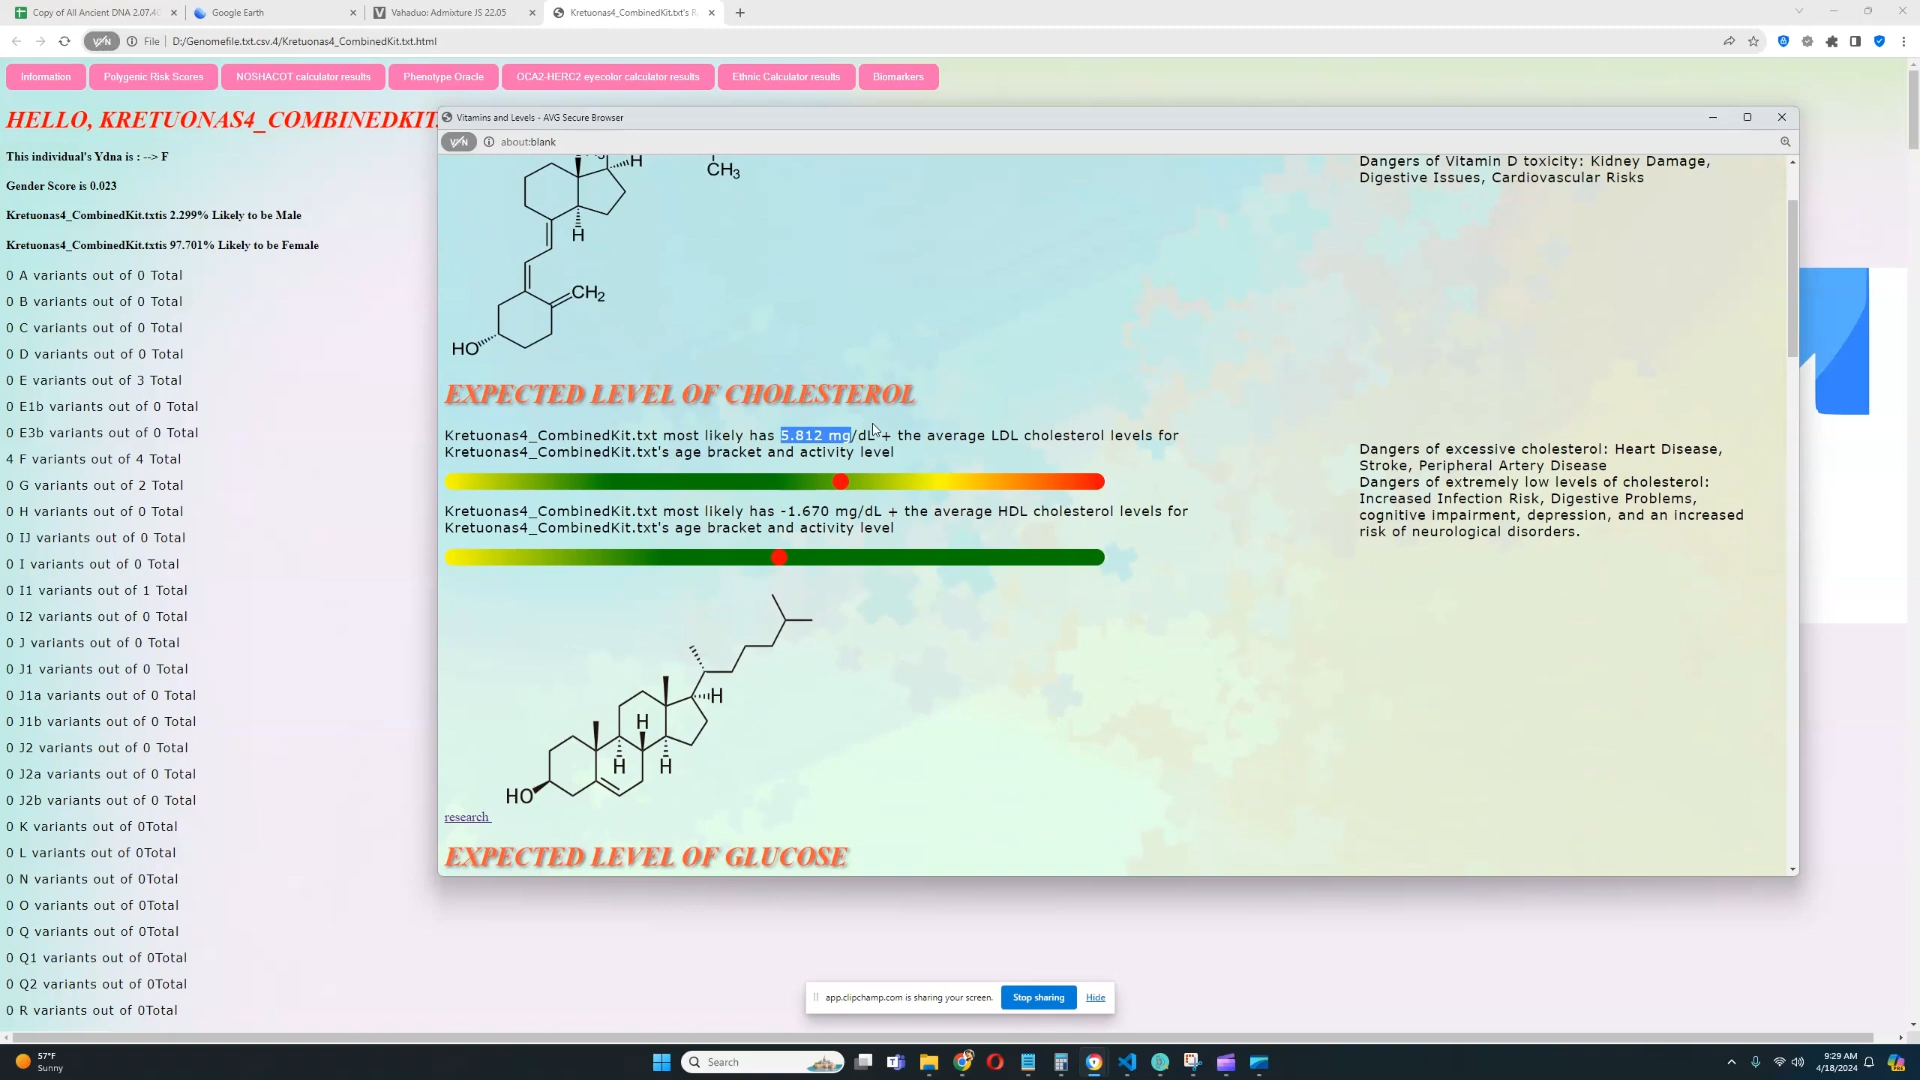 Copy of All Ancient DNA 2.07.40
Google Earth
Vahaduo: Admixture JS 22.05
Kretuonas4_CombinedKit.txt's R
File
D:/Genomefile.txt.csv.4/Kretuonas4_CombinedKit.txt.html
Information
Polygenic Risk Scores
NOSHACOT calculator results
Phenotype Oracle
OCA2-HERC2 eyecolor calculator results
Ethnic Calculator results
Biomarkers
HELLO, KRETUONAS4_COMBINEDKIT.
This individual's Ydna is : --> F
Gender Score is 0.023
Kretuonas4_CombinedKit.txtis 2.299% Likely to be Male
Kretuonas4_CombinedKit.txtis 97.701% Likely to be Female
0 A variants out of 0 Total
0 B variants out of 0 Total
0 C variants out of 0 Total
0 D variants out of 0 Total
0 E variants out of 3 Total
0 E1b variants out of 0 Total
0 E3b variants out of 0 Total
4 F variants out of 4 Total
0 G variants out of 2 Total
0 H variants out of 0 Total
0 IJ variants out of 0 Total
0 I variants out of 0 Total
0 I1 variants out of 1 Total
0 I2 variants out of 0 Total
0 J variants out of 0 Total
0 J1 variants out of 0 Total
0 J1a variants out of 0 Total
0 J1b variants out of 0 Total
0 J2 variants out of 0 Total
0 J2a variants out of 0 Total
0 J2b variants out of 0 Total
0 K variants out of 0Total
0 L variants out of 0Total
0 N variants out of 0Total
0 O variants out of 0Total
0 Q variants out of 0Total
0 Q1 variants out of 0Total
0 Q2 variants out of 0Total
0 R variants out of 0Total
Vitamins and Levels - AVG Secure Browser
about:blank
H
CH3
H
CH2
HO
Dangers of Vitamin D toxicity: Kidney Damage,
Digestive Issues, Cardiovascular Risks
EXPECTED LEVEL OF CHOLESTEROL
Kretuonas4_CombinedKit.txt most likely has 5.812 mg/dL + the average LDL cholesterol levels for
Kretuonas4_CombinedKit.txt's age bracket and activity level
Kretuonas4_CombinedKit.txt most likely has -1.670 mg/dL + the average HDL cholesterol levels for
Kretuonas4_CombinedKit.txt's age bracket and activity level
Dangers of excessive cholesterol: Heart Disease,
Stroke, Peripheral Artery Disease
Dangers of extremely low levels of cholesterol:
Increased Infection Risk, Digestive Problems,
cognitive impairment, depression, and an increased
risk of neurological disorders.
H
H
H
H
HO
research
EXPECTED LEVEL OF GLUCOSE
app.clipchamp.com is sharing your screen.
Stop sharing
Hide
57°F
Sunny
Search
9:29 AM
4/18/2024